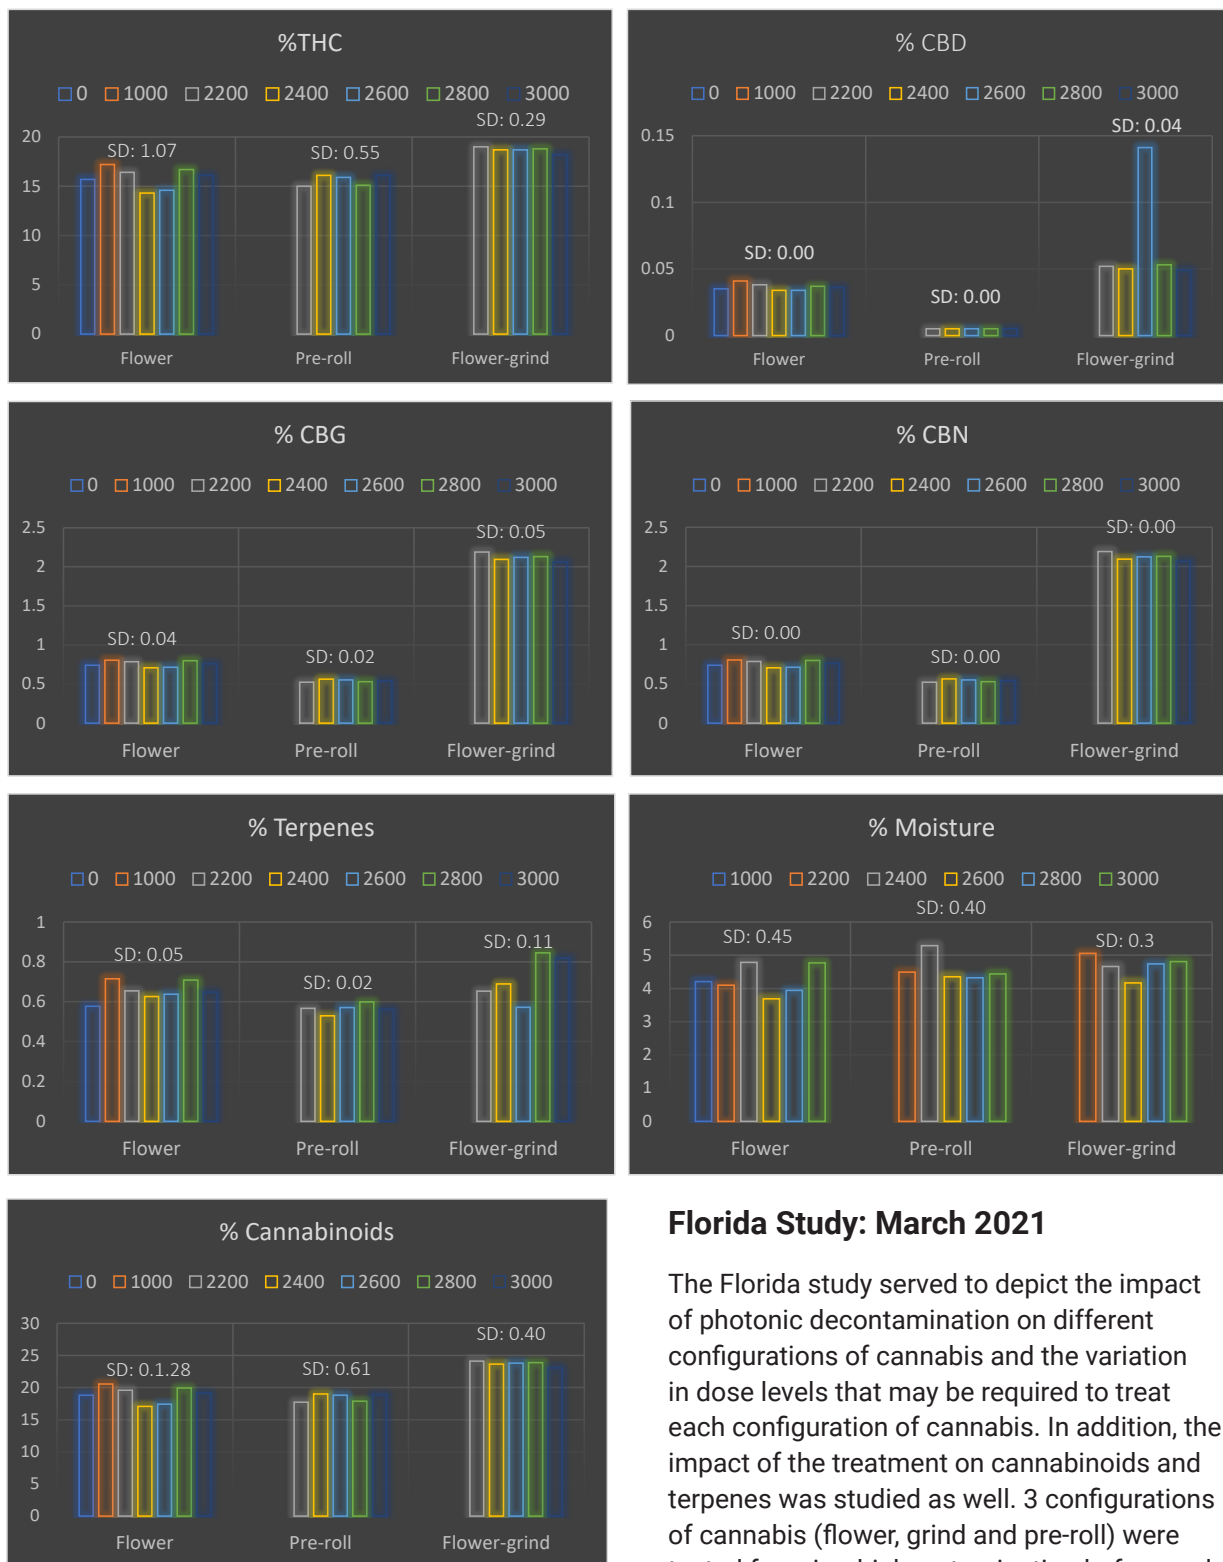 %THC
0 1000 2200 2400 2600 2800 3000
SD: 0.29
20
SD: 1.07
SD: 0.55
15
10
5
0
Flower Pre-roll Flower-grind
% CBD
0 1000 2200 2400 2600 2800 3000
SD: 0.04
0.15
0.1
SD: 0.00
0.05
SD: 0.00
0
Flower Pre-roll Flower-grind
% CBG
0 1000 2200 2400 2600 2800 3000
2.5
SD: 0.05
2
1.5
1
SD: 0.04
SD: 0.02
0.5
0
Flower Pre-roll Flower-grind
% CBN
0 1000 2200 2400 2600 2800 3000
2.5
SD: 0.00
2
1.5
1
SD: 0.00
SD: 0.00
0.5
0
Flower Pre-roll Flower-grind
% Terpenes
0 1000 2200 2400 2600 2800 3000
1
SD: 0.11
SD: 0.05
0.8
SD: 0.02
0.6
0.4
0.2
0
Flower Pre-roll Flower-grind
% Moisture
1000 2200 2400 2600 2800 3000
SD: 0.40
6
SD: 0.45
SD: 0.3
5
4
3
2
1
0
Flower Pre-roll Flower-grind
% Cannabinoids
0 1000 2200 2400 2600 2800 3000
30
SD: 0.40
25
SD: 0.1.28
SD: 0.61
20
15
10
5
0
Flower Pre-roll Flower-grind
Florida Study: March 2021
The Florida study served to depict the impact
of photonic decontamination on different
configurations of cannabis and the variation
in dose levels that may be required to treat
each configuration of cannabis. In addition, the
impact of the treatment on cannabinoids and
terpenes was studied as well. 3 configurations
of cannabis (flower, grind and pre-roll) were